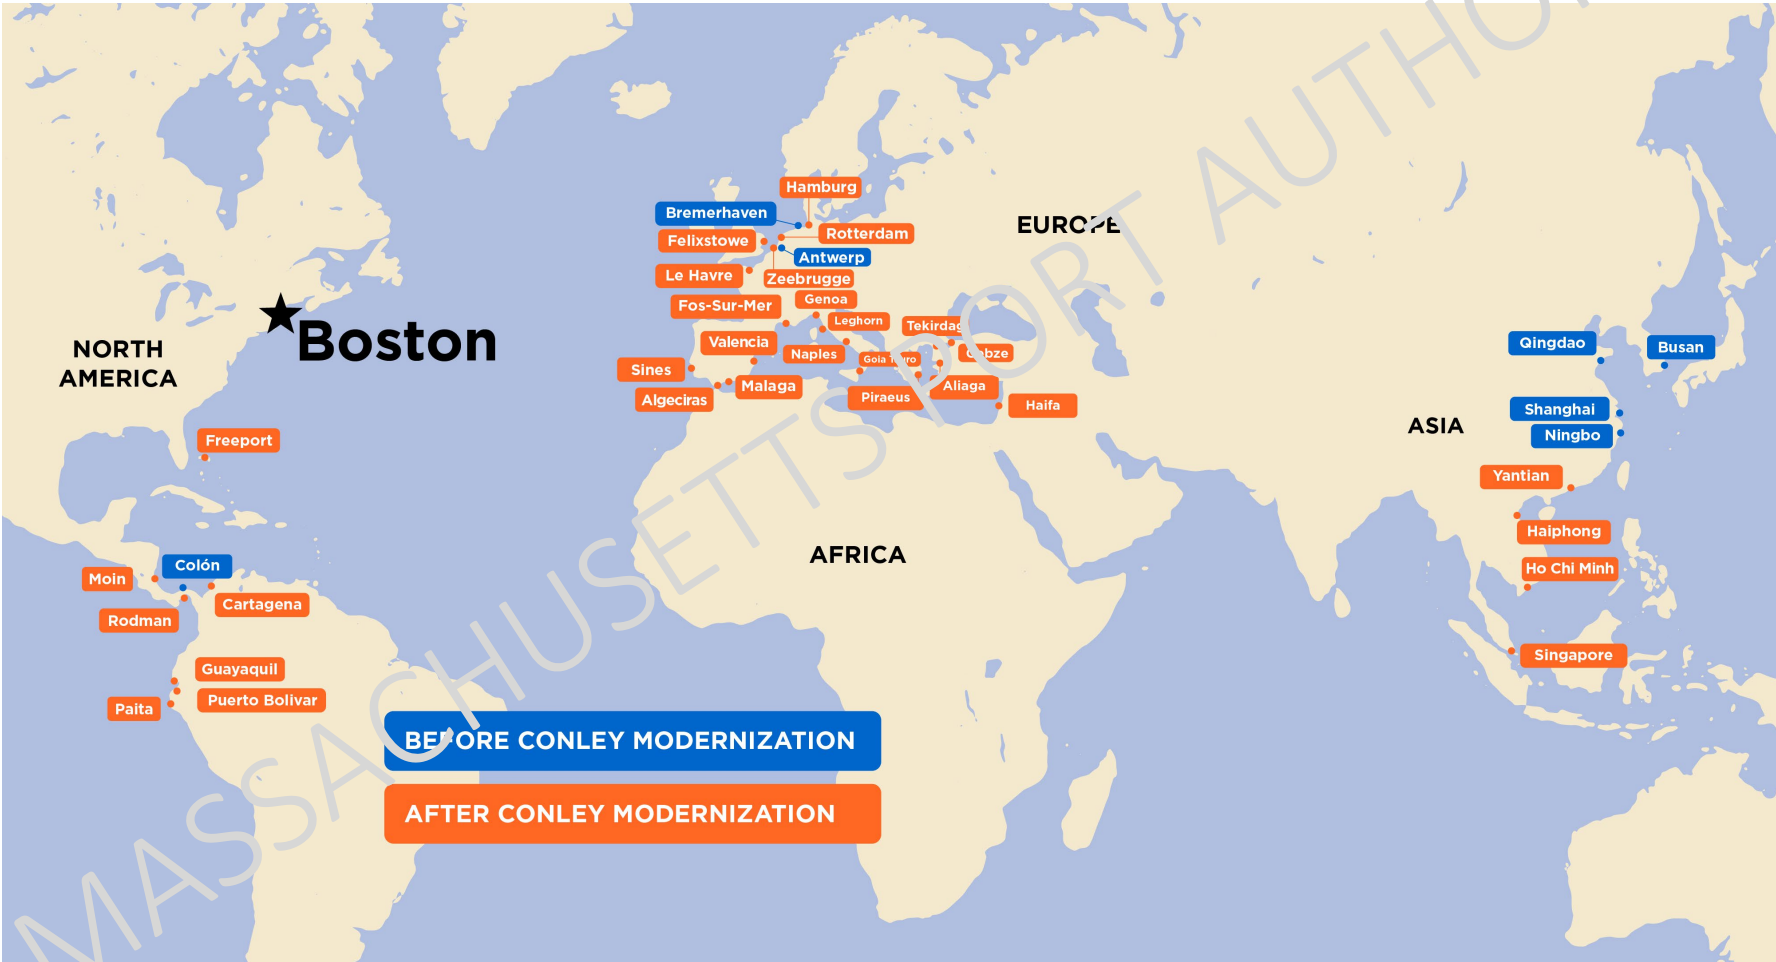 Hamburg
Bremerhaven
Felixstowe
Rotterdam
Antwerp
Le Havre
Zeebrugge
EUROPE
Fos-Sur-Mer
Genoa
Leghorn
Tekirdag
Valencia
Naples
Gola Tauro
Gebze
Sines
Malaga
Algeciras
Piraeus
Aliaga
Haifa
Boston
NORTH
AMERICA
Freeport
Qingdao
Busan
Shanghai
Ningbo
ASIA
Yantian
Haiphong
Ho Chi Minh
Singapore
AFRICA
Colón
Moin
Cartagena
Rodman
Guayaquil
Puerto Bolivar
Paita
BEFORE CONLEY MODERNIZATION
AFTER CONLEY MODERNIZATION
MASSACHUSETTS PORT AUTHO